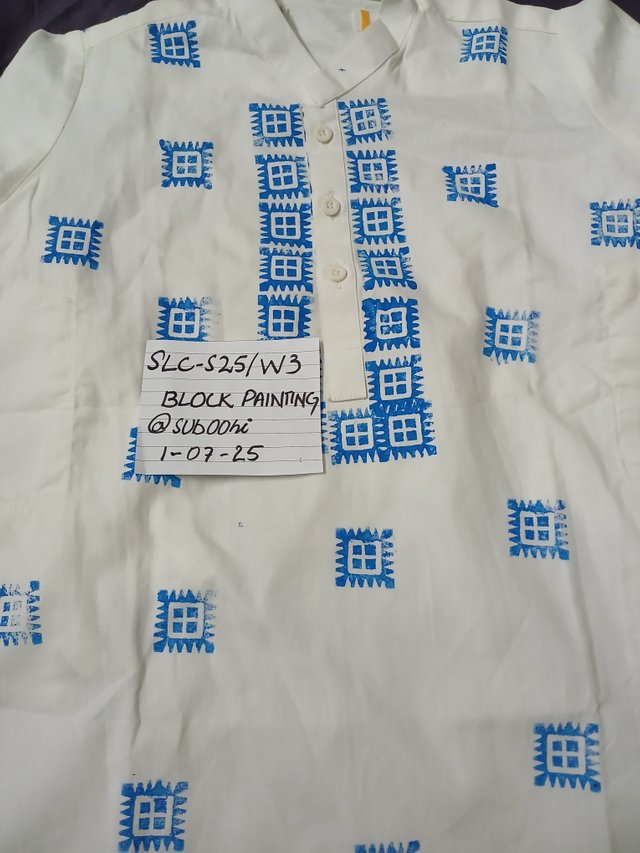 SLC-S25/W3
BLOCK PAINTING
@suboohi
1-07-25